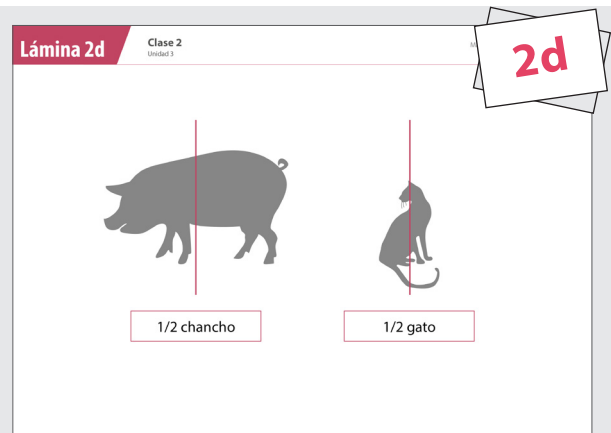 Lámina 2d
Clase 2
Unidad 3
2d
1/2 chancho
1/2 gato